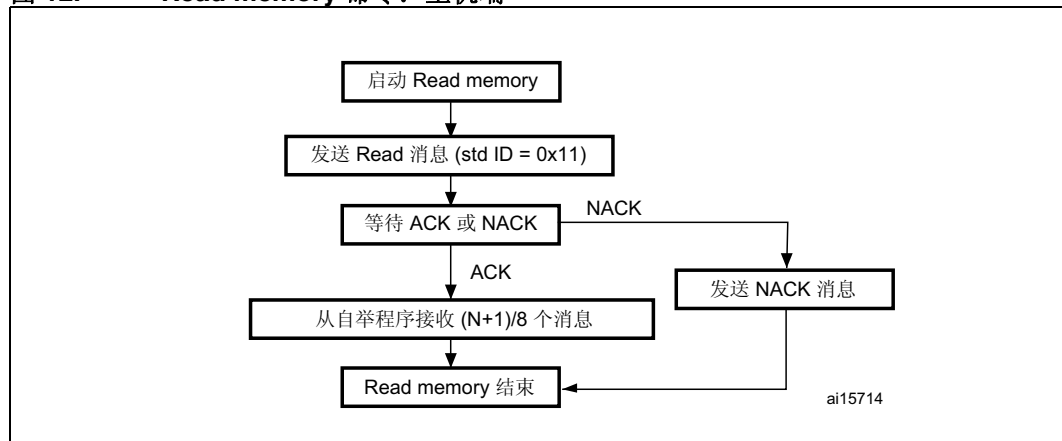 Read memory
启动 Read memory
发送 Read 消息 (std ID = 0x11)
等待 ACK 或 NACK
NACK
ACK
发送 NACK 消息
从自举程序接收 (N+1)/8 个消息
Read memory 结束
ai15714